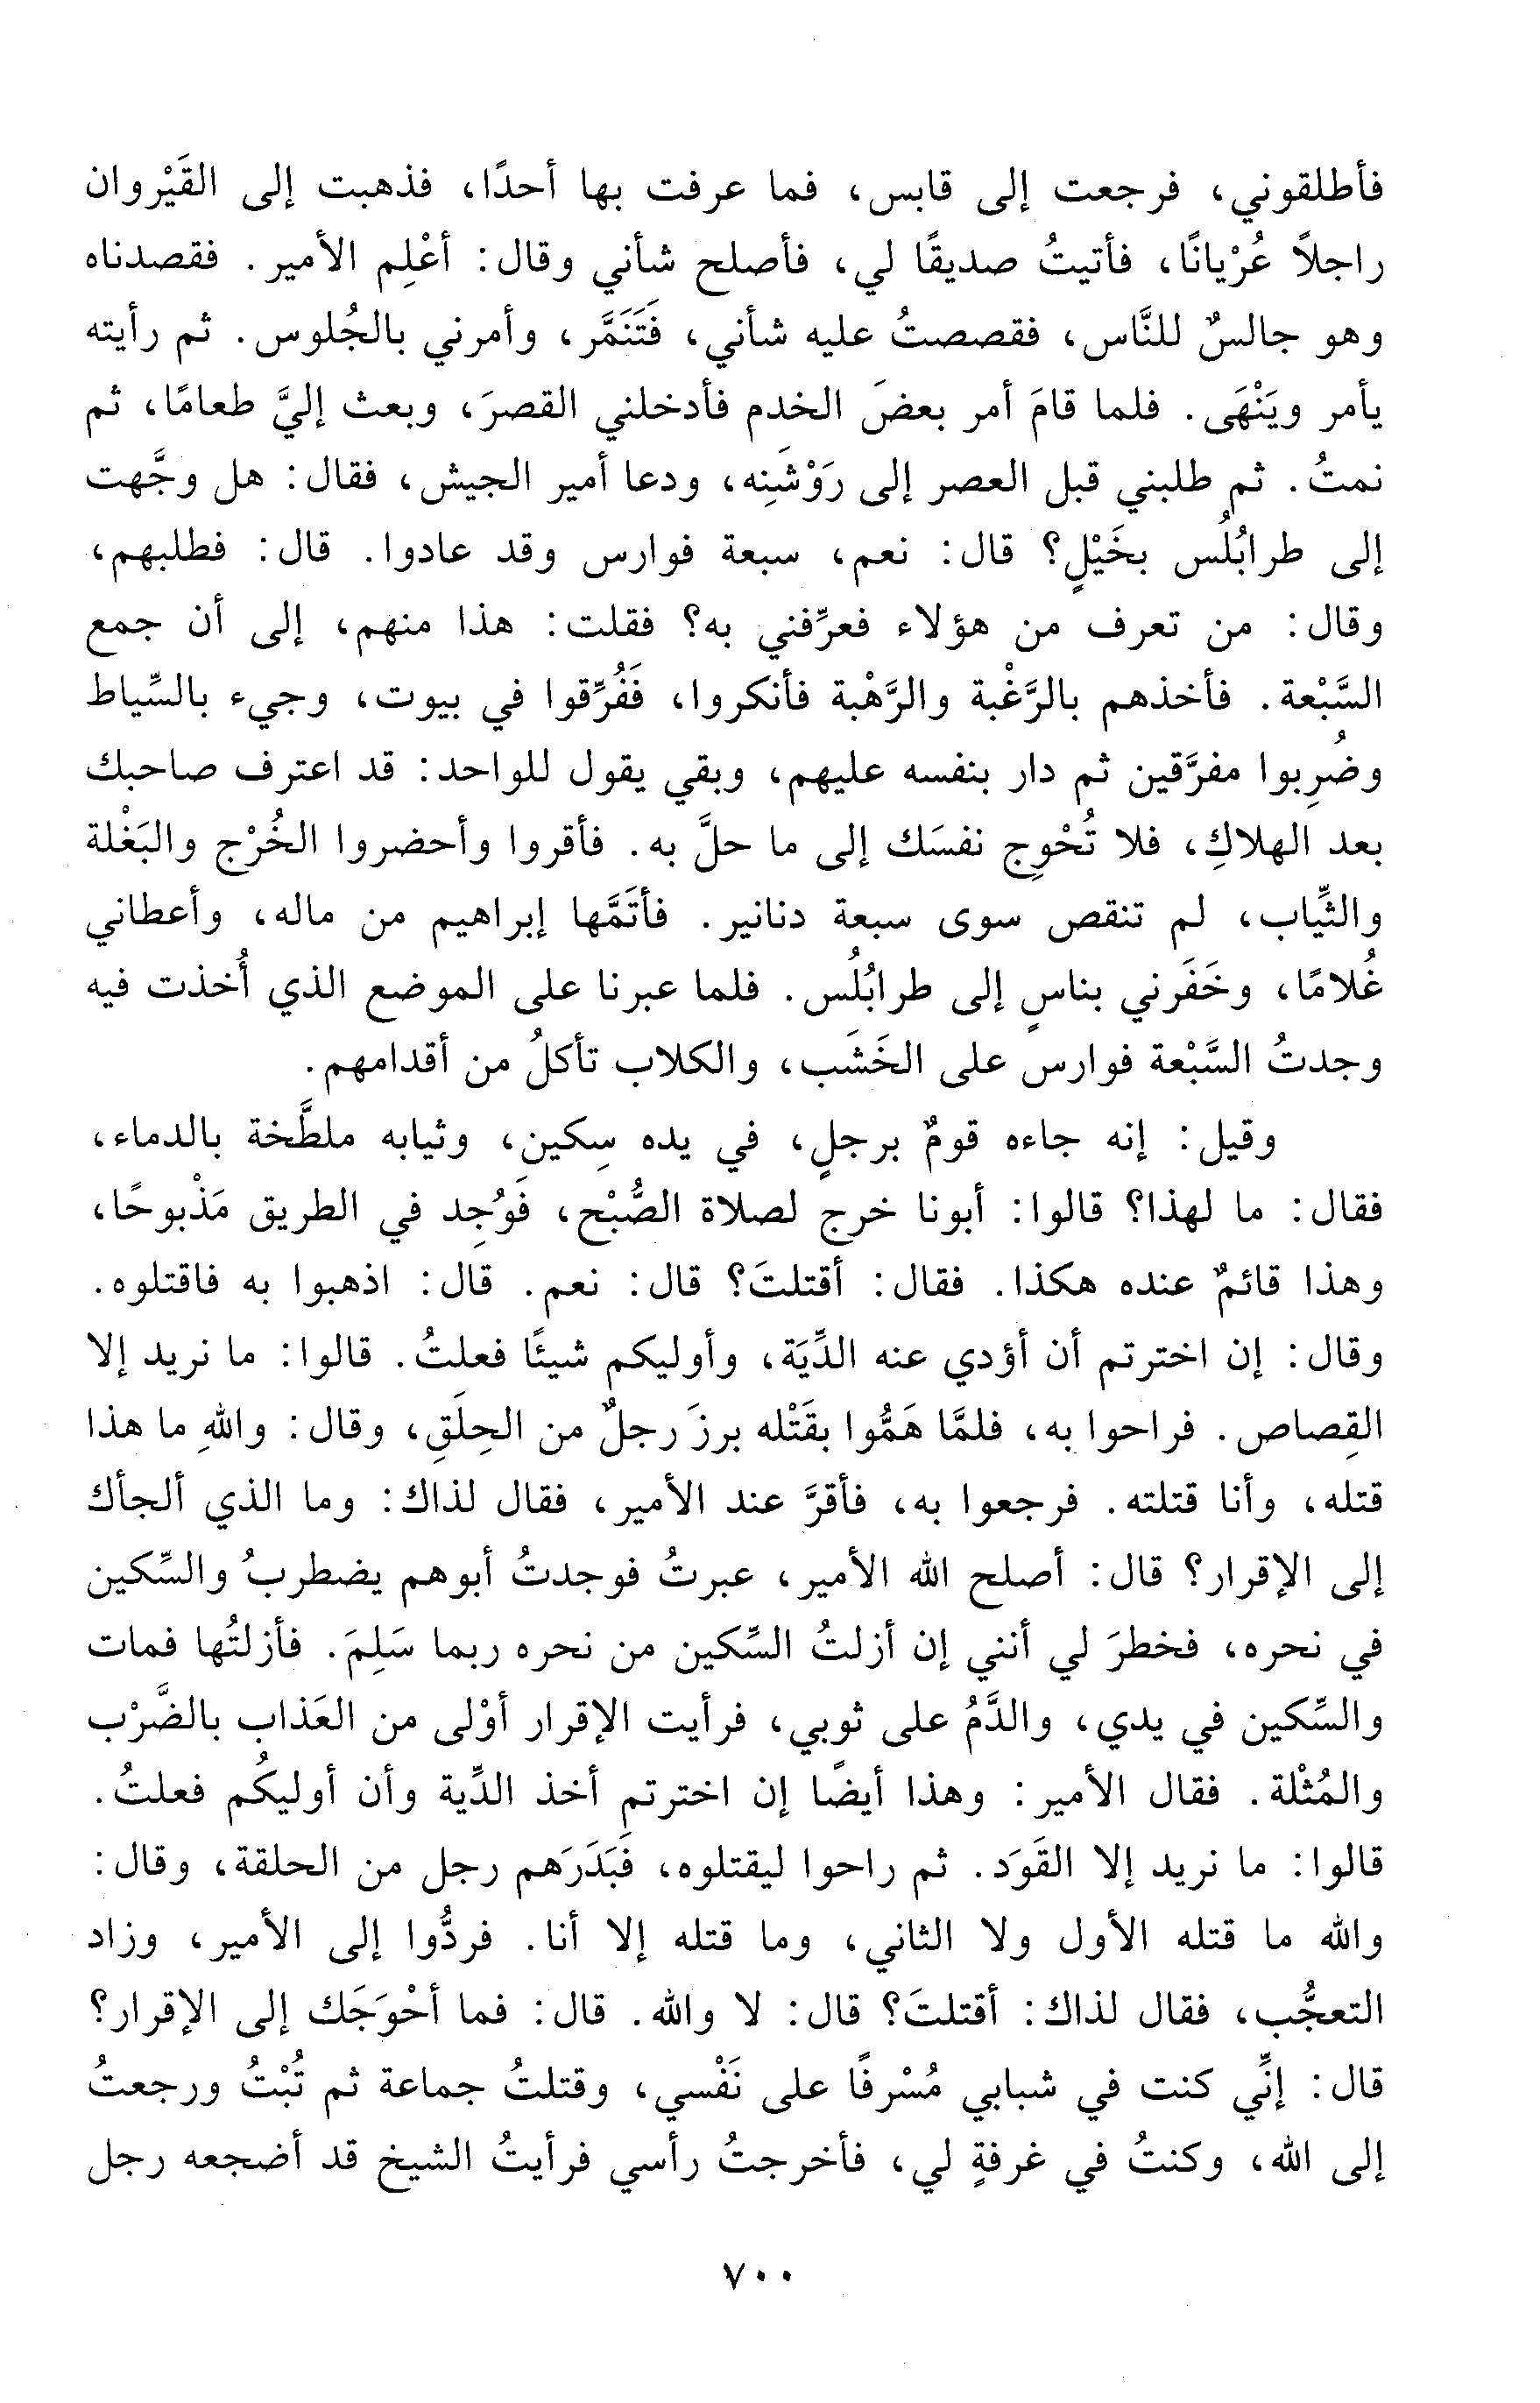 فأطلقوني، فرجعت إلى قابس، فما عرفت بها أحدًا، فذهبت إلى القَيْروان
راجلاً عُرْيانًا، فأتيتُ صديقًا لي، فأصلح شأني وقال: أعْلِم الأمير. فقصدناه
وهو جالسٌ للنَّاس، فقصصتُ عليه شأني، فَتَنَمَّر، وأمرني بالجُلوس. ثم رأيته
يأمر ويَنْهَى. فلما قامَ أمر بعضَ الخدم فأدخلني القصرَ، وبعث إليَّ طعامًا، ثم
نمتُ. ثم طلبني قبل العصر إلى رَوْشَنِه، ودعا أمير الجيش، فقال: هل وجَّهت
إلى طرابُلُس بخَيْلٍ؟ قال: نعم، سبعة فوارس وقد عادوا. قال: فطلبهم،
وقال: من تعرف من هؤلاء فعرِّفني به؟ فقلت: هذا منهم، إلى أن جمع
السَّبْعة. فأخذهم بالرَّغْبة والرَّهْبة فأنكروا، فَفُرِّقوا في بيوت، وجيء بالسِّياط
وضُرِبوا مفرَّقين ثم دار بنفسه عليهم، وبقي يقول للواحد: قد اعترف صاحبك
بعد الهلاكِ، فلا تُحْوِج نفسَك إلى ما حلَّ به. فأقروا وأحضروا الخُرْج والبَغْلة
والثِّياب، لم تنقص سوى سبعة دنانير. فأتَمَّها إبراهيم من ماله، وأعطاني
غُلامًا، وخَفَرني بناسٍ إلى طرابُلُس. فلما عبرنا على الموضع الذي أُخذت فيه
وجدتُ السَّبْعة فوارس على الخَشَب، والكلاب تأكلُ من أقدامهم.
وقيل: إنه جاءه قومٌ برجلٍ، في يده سِكين، وثيابه ملطَّخة بالدماء،
فقال: ما لهذا؟ قالوا: أبونا خرج لصلاة الصُّبْح، فَوُجِد في الطريق مَذْبوحًا،
وهذا قائمٌ عنده هكذا. فقال: أقتلتَ؟ قال: نعم. قال: اذهبوا به فاقتلوه.
وقال: إن اخترتم أن أؤدي عنه الدِّيَة، وأوليكم شيئًا فعلتُ. قالوا: ما نريد إلا
القِصاص. فراحوا به، فلمَّا هَمُّوا بقَتْله برزَ رجلٌ من الحِلَقِ، وقال: واللهِ ما هذا
قتله، وأنا قتلته. فرجعوا به، فأقرَّ عند الأمير، فقال لذاك: وما الذي ألجأك
إلى الإقرار؟ قال: أصلح الله الأمير، عبرتُ فوجدتُ أبوهم يضطربُ والسِّكين
في نحره، فخطرَ لي أنني إن أزلتُ السِّكين من نحره ربما سَلِمَ. فأزلتُها فمات
والسِّكين في يدي، والدَّمُ على ثوبي، فرأيت الإقرار أوْلى من العَذاب بالضَّرْب
والمُثْلة. فقال الأمير: وهذا أيضًا إن اخترتم أخذ الدِّية وأن أوليكُم فعلتُ.
قالوا: ما نريد إلا القَوَد. ثم راحوا ليقتلوه، فَبَدَرَهم رجل من الحلقة، وقال:
والله ما قتله الأول ولا الثاني، وما قتله إلا أنا. فردُّوا إلى الأمير، وزاد
التعجُّب، فقال لذاك: أقتلتَ؟ قال: لا والله. قال: فما أحْوَجَك إلى الإقرار؟
قال: إنِّي كنت في شبابي مُسْرفًا على نَفْسي، وقتلتُ جماعة ثم تُبْتُ ورجعتُ
إلى الله، وكنتُ في غرفةٍ لي، فأخرجتُ رأسي فرأيتُ الشيخ قد أضجعه رجل
٧٠٠